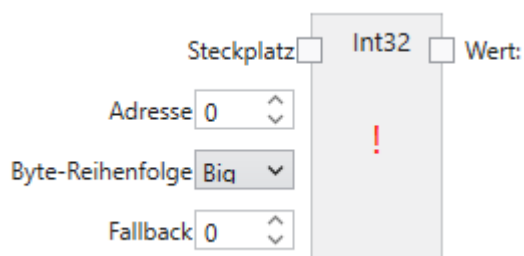 Steckplatz Int32 Wert:
Adresse 0
!
Byte-Reihenfolge Big
Fallback 0